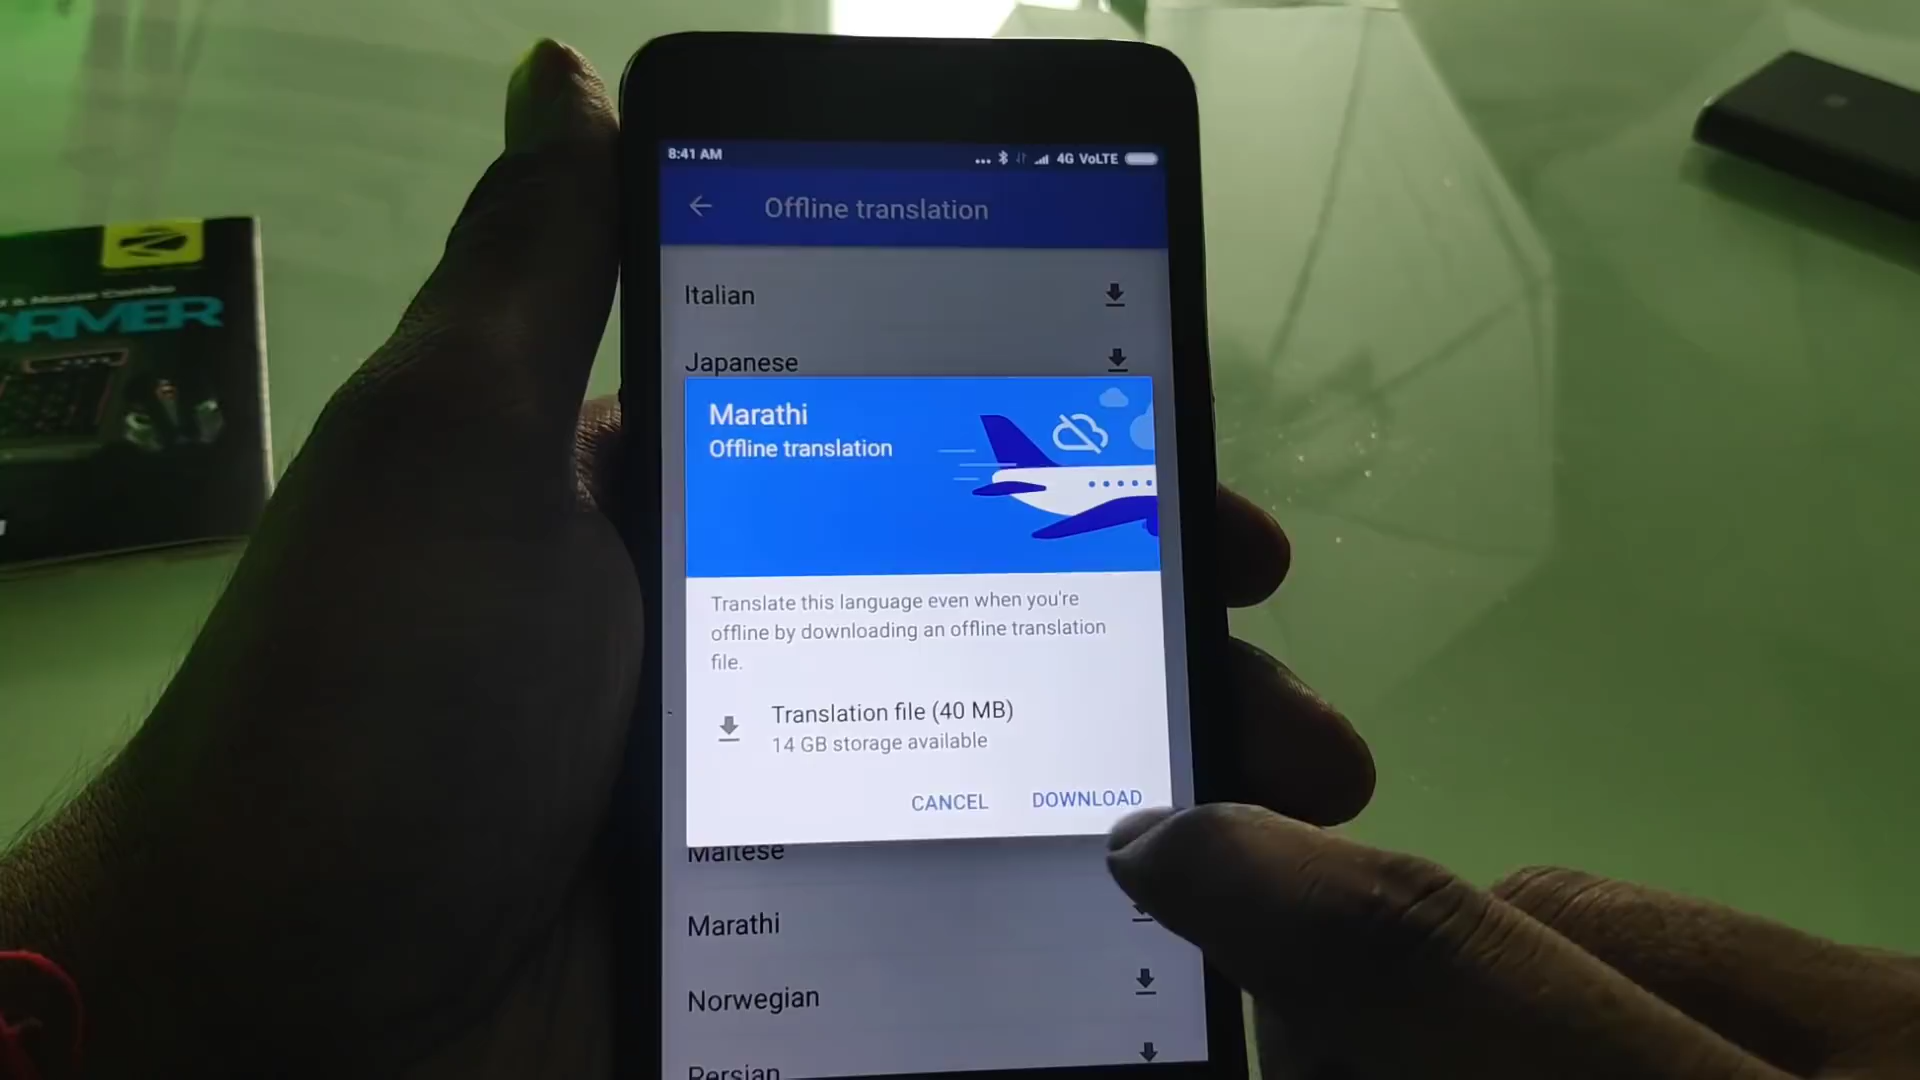 8:41 AM
4G VoLTE
Offline translation
Italian
Japanese
Marathi
Offline translation
Translate this language even when you're
offline by downloading an offline translation
file.
Translation file (40 MB)
14 GB storage available
CANCEL DOWNLOAD
Maltese
Marathi
Norwegian
Persian
& Mouse Combo